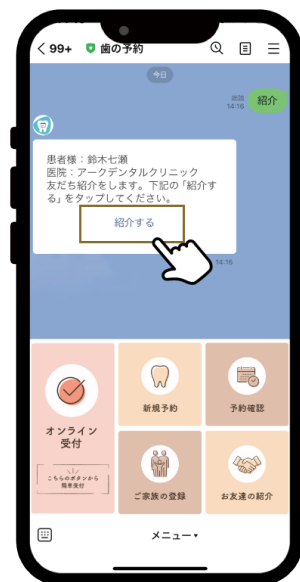 < 99+ 歯の予約
今日
既読
14:16
紹介
患者様：鈴木七瀬
医院：アークデンタルクリニック
友だち紹介をします。下記の「紹介す
る」をタップしてください。
紹介する
14:16
オンライン
受付
こちらのボタンから
簡単受付
新規予約
予約確認
ご家族の登録
お友達の紹介
メニュー▾